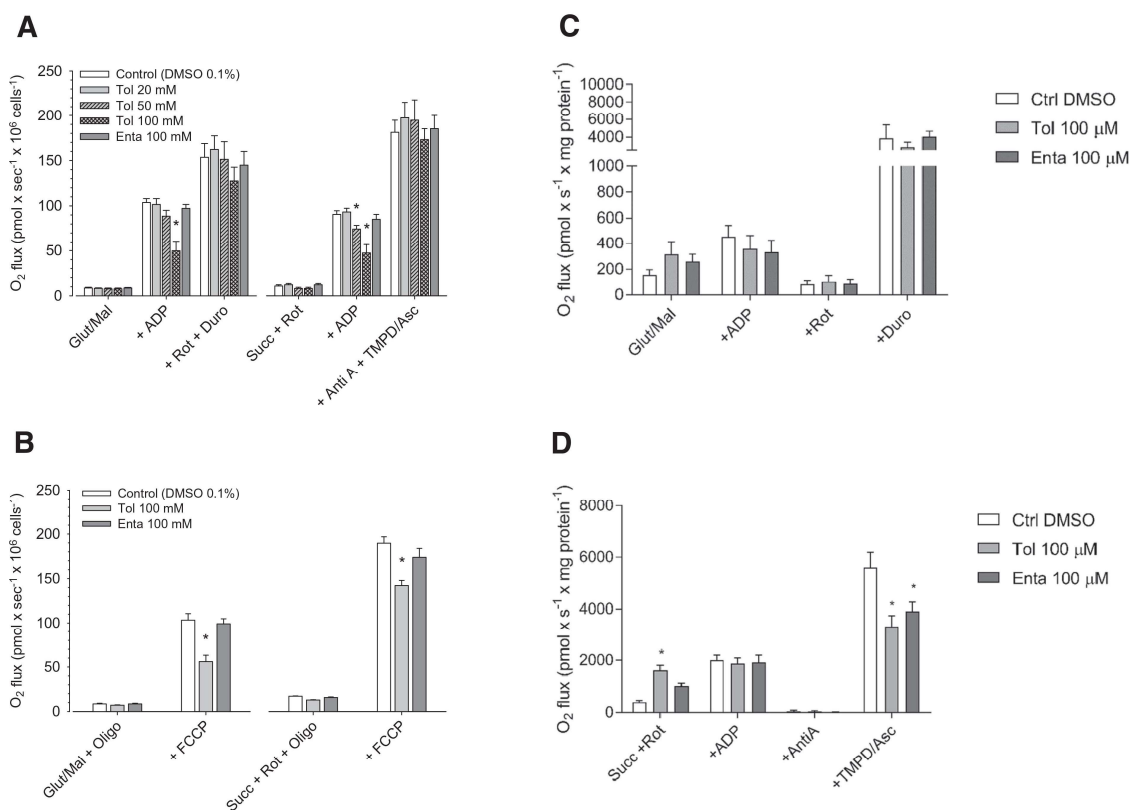 A
O2 flux (pmol x sec-1 x 106 cells-1)
250
200
150
100
50
0
Control (DMSO 0.1%)
Tol 20 mM
Tol 50 mM
Tol 100 mM
Enta 100 mM
*
*
*
Glut/Mal
+ ADP
+ Rot + Duro
Succ + Rot
+ ADP
+ Anti A + TMPD/Asc
C
O2 flux (pmol x s-1 x mg protein-1)
10000
8000
6000
4000
1000
800
600
400
200
0
Ctrl DMSO
Tol 100 μM
Enta 100 μM
Glut/Mal
+ADP
+Rot
+Duro
B
O2 flux (pmcl x sec-1 x 106 cells-´)
250
200
150
100
50
0
Control (DMSO 0.1%)
Tol 100 mM
Enta 100 mM
*
*
Glut/Mai + Oligo
+ FCCP
Succ + Rot + Oligo
+ FCCP
D
O2 flux (pmol x s-1 x mg protein-1)
8000
6000
4000
2000
0
Ctrl DMSO
Tol 100 μM
Enta 100 μM
*
*
*
Succ +Rot
+ADP
+AntiA
+TMPD/Asc